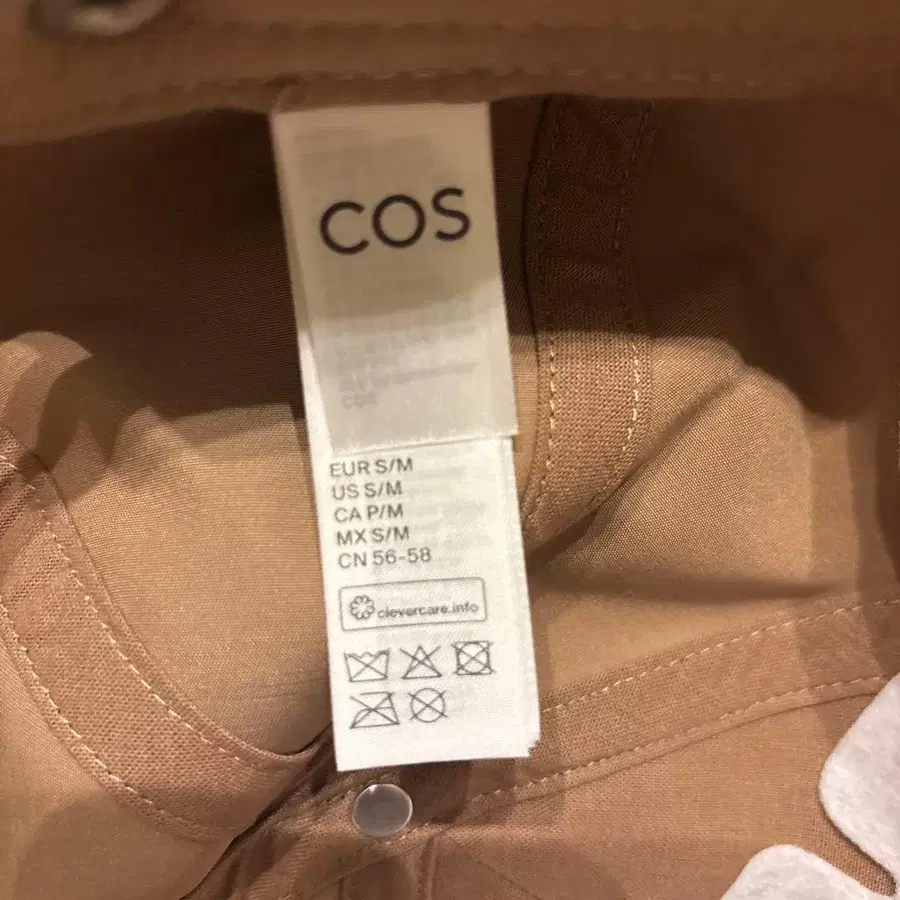 COS
EUR S/M
US S/M
CA P/M
MX S/M
CN 56-58
clevercare.info